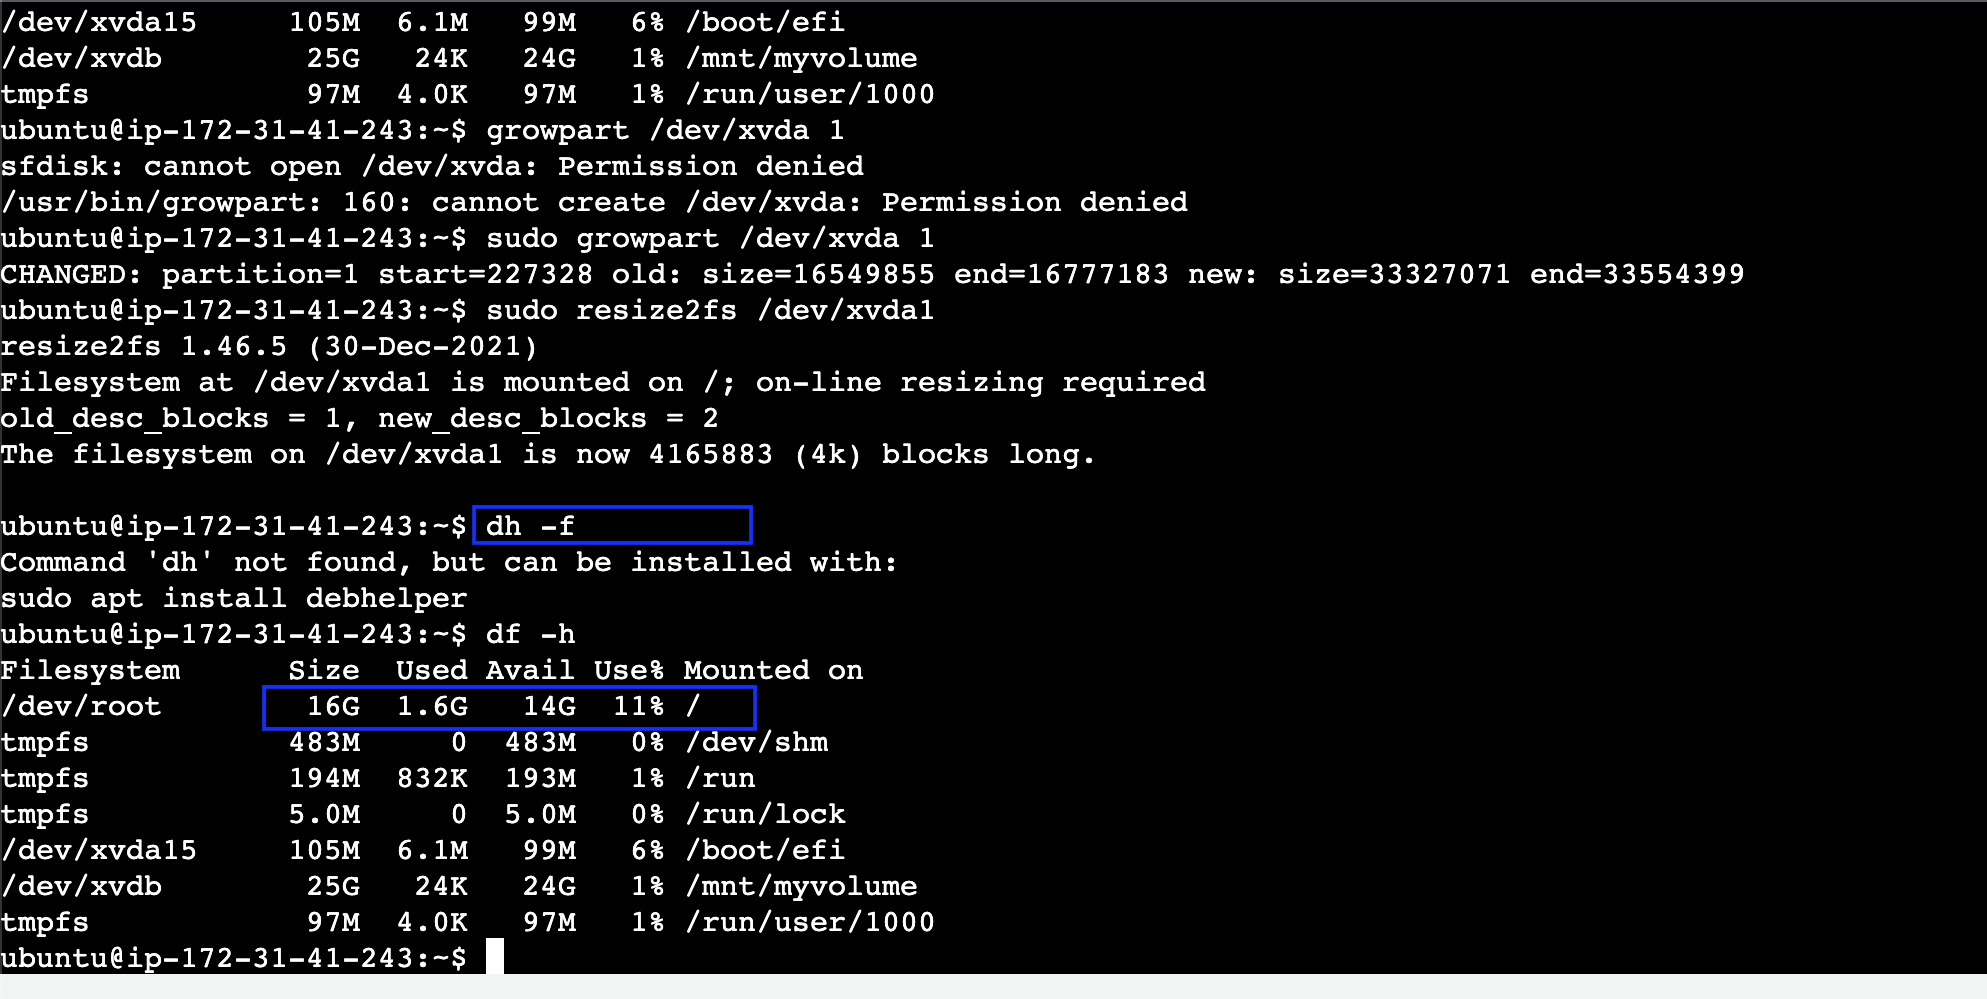 /dev/xvda15     105M  6.1M   99M   6% /boot/efi
/dev/xvdb        25G   24K   24G   1% /mnt/myvolume
tmpfs            97M  4.0K   97M   1% /run/user/1000
ubuntu@ip-172-31-41-243:~$ growpart /dev/xvda 1
sfdisk: cannot open /dev/xvda: Permission denied
/usr/bin/growpart: 160: cannot create /dev/xvda: Permission denied
ubuntu@ip-172-31-41-243:~$ sudo growpart /dev/xvda 1
CHANGED: partition=1 start=227328 old: size=16549855 end=16777183 new: size=33327071 end=33554399
ubuntu@ip-172-31-41-243:~$ sudo resize2fs /dev/xvda1
resize2fs 1.46.5 (30-Dec-2021)
Filesystem at /dev/xvda1 is mounted on /; on-line resizing required
old_desc_blocks = 1, new_desc_blocks = 2
The filesystem on /dev/xvda1 is now 4165883 (4k) blocks long.
ubuntu@ip-172-31-41-243:~$ dh -f
Command 'dh' not found, but can be installed with:
sudo apt install debhelper
ubuntu@ip-172-31-41-243:~$ df -h
Filesystem      Size  Used Avail Use% Mounted on
/dev/root        16G  1.6G   14G  11% /
tmpfs           483M     0  483M   0% /dev/shm
tmpfs           194M  832K  193M   1% /run
tmpfs           5.0M     0  5.0M   0% /run/lock
/dev/xvda15     105M  6.1M   99M   6% /boot/efi
/dev/xvdb        25G   24K   24G   1% /mnt/myvolume
tmpfs            97M  4.0K   97M   1% /run/user/1000
ubuntu@ip-172-31-41-243:~$